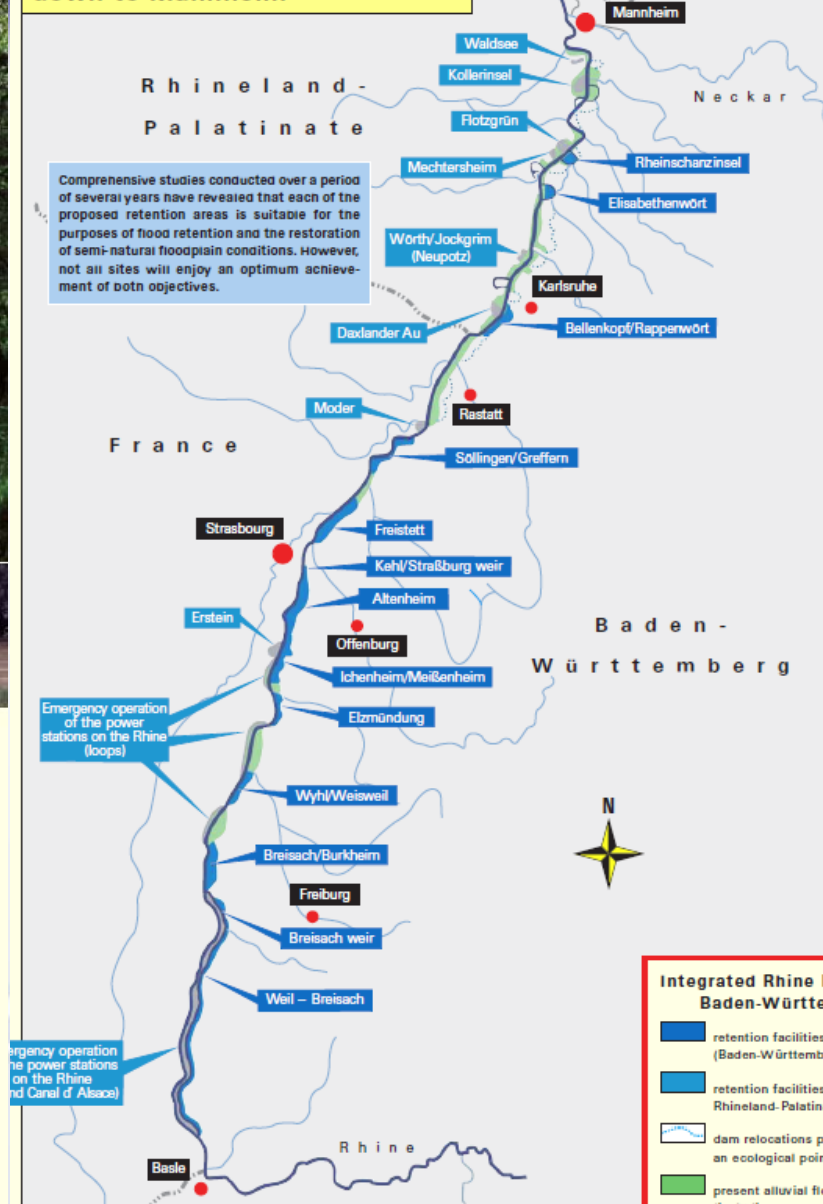 Mannheim
Waldsee
Kollerinsel
Rhineland-
Palatinate
Neckar
Flotzgrün
Mechtersheim
Rheinschanzinsel
Comprehensive studies conducted over a period
of several years have revealed that each of the
proposed retention areas is suitable for the
purposes of flood retention and the restoration
of semi-natural floodplain conditions. However,
not all sites will enjoy an optimum achieve-
ment of both objectives.
Elisabethenwört
Wörth/Jockgrim
(Neupotz)
Karlsruhe
Daxlander Au
Bellenkopf/Rappenwört
Moder
Rastatt
France
Söllingen/Greffern
Strasbourg
Freistett
Kehl/Straßburg weir
Altenheim
Erstein
Offenburg
Baden-
Württemberg
Ichenheim/Meißenheim
Emergency operation
of the power
stations on the Rhine
(loops)
Elzmündung
Wyhl/Weisweil
N
Breisach/Burkheim
Freiburg
Breisach weir
Weil – Breisach
ergency operation
he power stations
on the Rhine
nd Canal d' Alsace)
Rhine
Basle
Integrated Rhine
Baden-Württe
retention facilities
(Baden-Württemb
retention facilities
Rhineland-Palatin
dam relocations p
an ecological poin
present alluvial flo